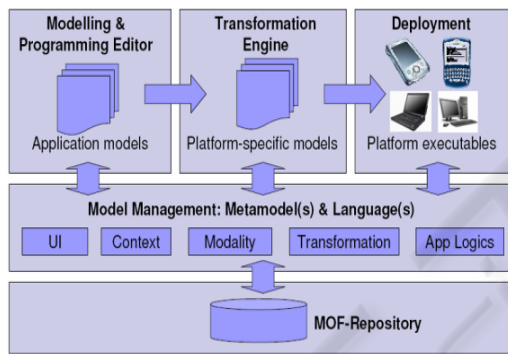 Modelling &
Programming Editor
Application models
Transformation
Engine
Platform-specific models
Deployment
Platform executables
Model Management: Metamodel(s) & Language(s)
UI
Context
Modality
Transformation
App Logics
MOF-Repository